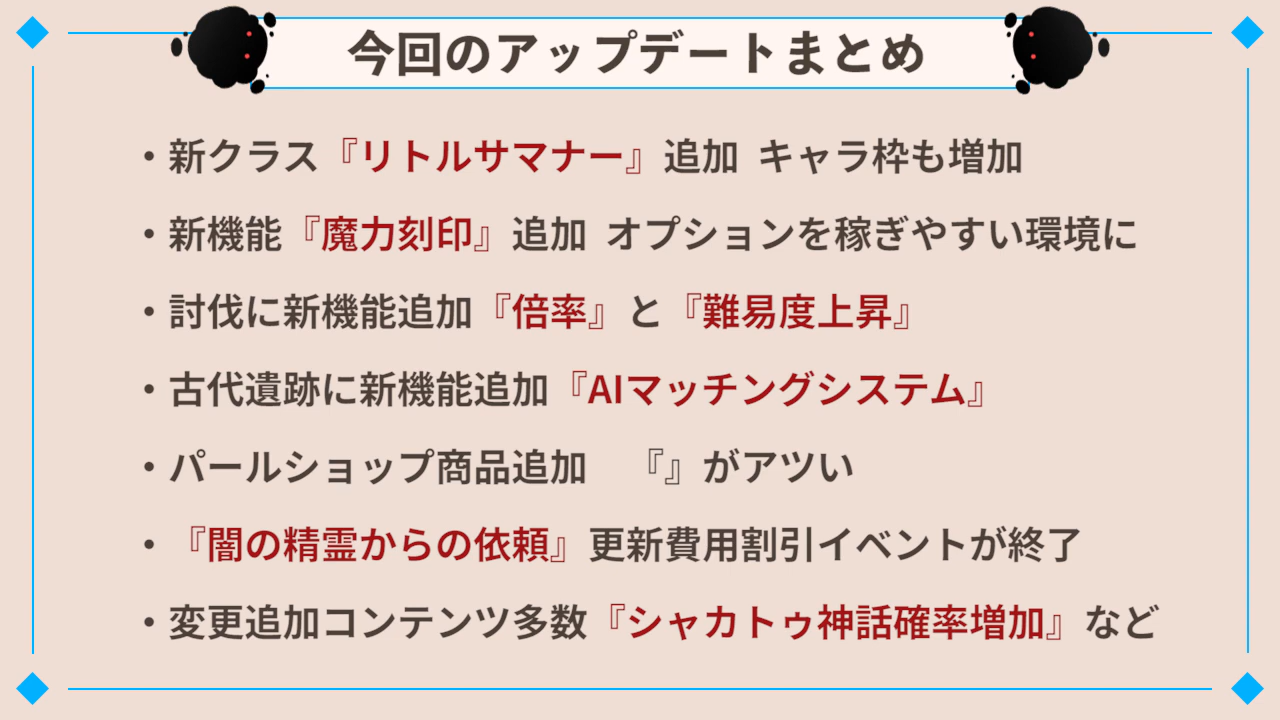 今回のアップデートまとめ
・新クラス『リトルサマナー』追加 キャラ枠も増加
・新機能『魔力刻印』追加 オプションを稼ぎやすい環境に
・討伐に新機能追加『倍率』と『難易度上昇』
・古代遺跡に新機能追加『AIマッチングシステム』
・パールショップ商品追加 『』がアツい
・『闇の精霊からの依頼』更新費用割引イベントが終了
・変更追加コンテンツ多数『シャカトゥ神話確率増加』など